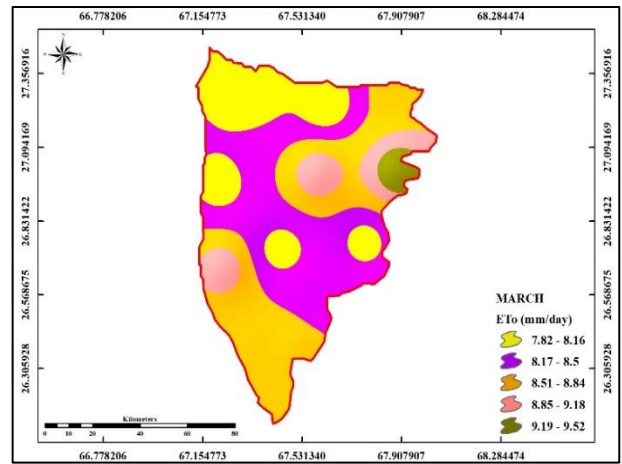 66.778206 67.154773 67.531340 67.907907 68.284474
27.356916 27.356916
27.094169 27.094169
26.831422 26.831422
26.568675 26.568675
26.305928 26.305928
MARCH
ETo (mm/day)
7.82 - 8.16
8.17 - 8.5
8.51 - 8.84
8.85 - 9.18
9.19 - 9.52
Kilometers
0 5 10 20 40 60 80
66.778206 67.154773 67.531340 67.907907 68.284474